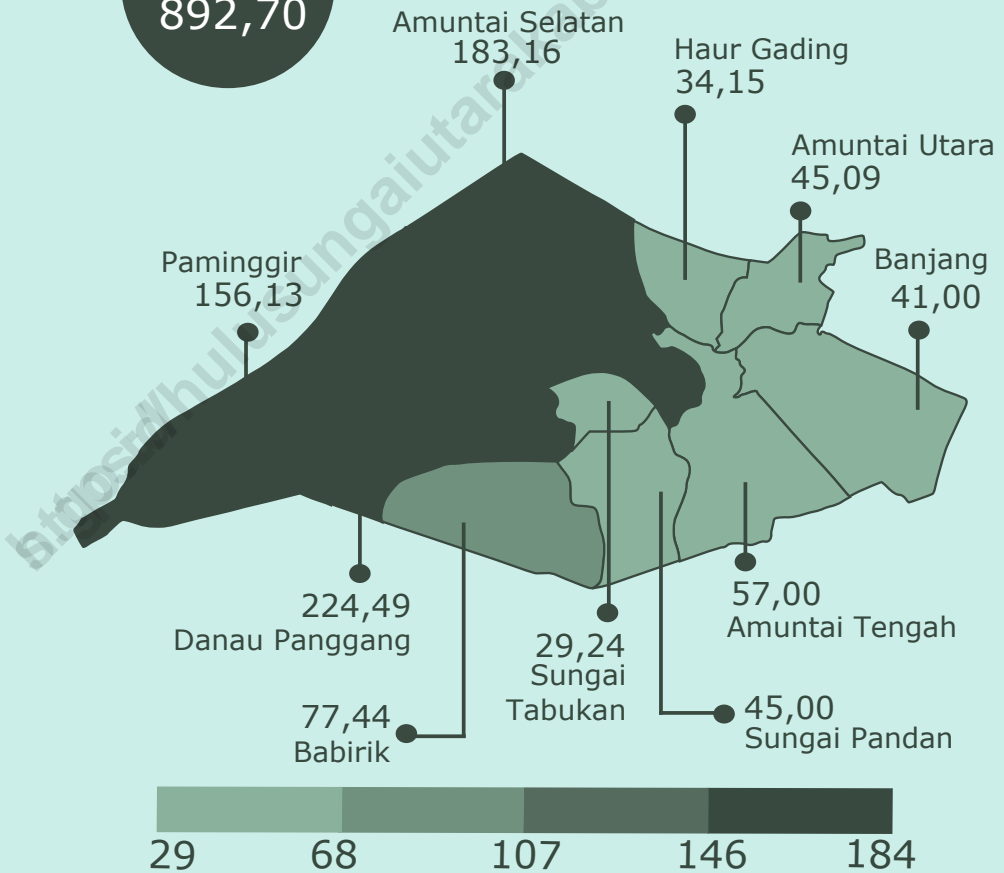 892,70
Amuntai Selatan
183,16
Haur Gading
34,15
Amuntai Utara
45,09
Banjang
41,00
Paminggir
156,13
224,49
Danau Panggang
77,44
Babirik
29,24
Sungai
Tabukan
45,00
Sungai Pandan
57,00
Amuntai Tengah
29 68 107 146 184